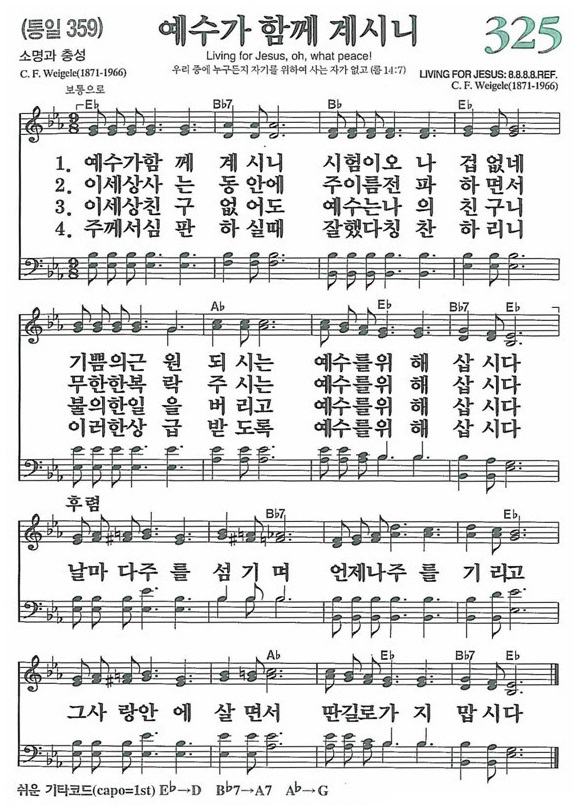 (통일 359)
예수가 함께 계시니
325
소명과 충성
Living for Jesus, oh, what peace!
C. F. Weigele(1871-1966)
우리 중에 누구든지 자기를 위하여 사는 자가 없고 (롬 14:7)
LIVING FOR JESUS: 8.8.8.8.REF.
C. F. Weigele(1871-1966)
보통으로
E♭ B♭7 B♭ E♭
1. 예수가함 께 계 시니 시험이오 나 겁 없네
2. 이세상사 는 동 안에 주이름전 파 하 면서
3. 이세상친 구 없 어도 예수는나 의 친 구니
4. 주께서심 판 하 실때 잘했다칭 찬 하 리니
A♭ E♭ B♭7 E♭
기쁨의근 원 되 시는 예수를위 해 삽 시다
무한한복 락 주 시는 예수를위 해 삽 시다
불의한일 을 버 리고 예수를위 해 삽 시다
이러한상 급 받 도록 예수를위 해 삽 시다
후렴
B♭7 E♭
날마 다주 를 섬 기 며 언제나주 를 기 리고
A♭ E♭ B♭7 E♭
그사 랑안 에 살 면서 딴길로가 지 맙 시다
쉬운 기타코드(capo=1st) E♭→D B♭7→A7 A♭→G